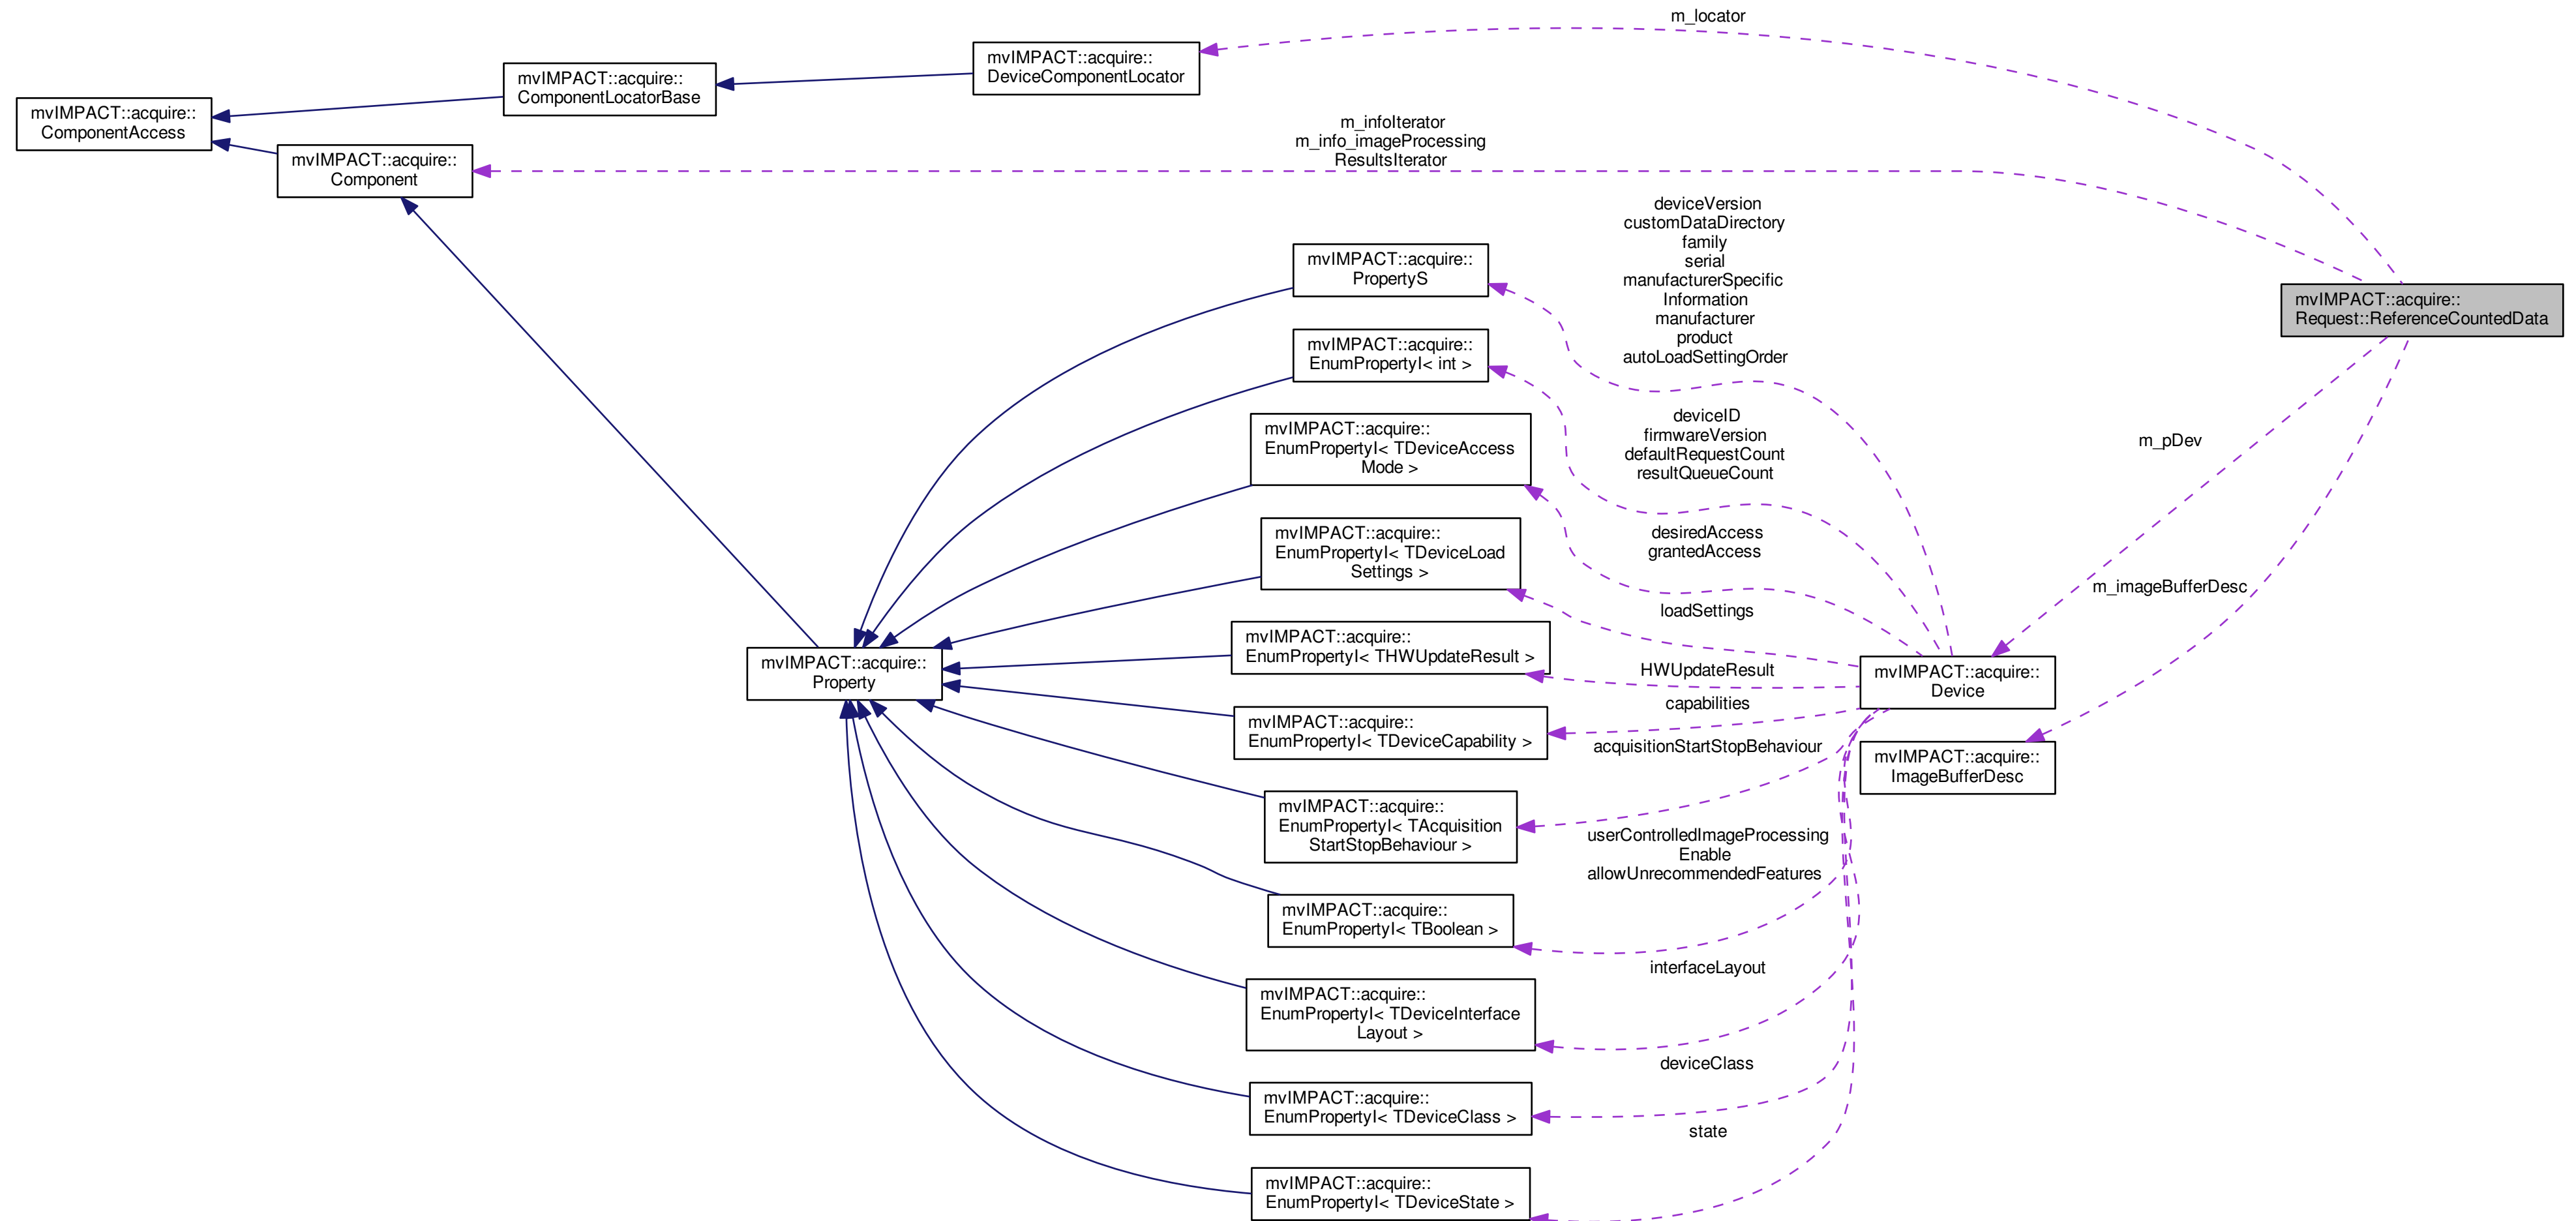 m_locator
mvIMPACT::acquire::
DeviceComponentLocator
mvIMPACT::acquire::
ComponentLocatorBase
mvIMPACT::acquire::
ComponentAccess
m_infoIterator
m_info_imageProcessing
ResultsIterator
mvIMPACT::acquire::
Component
deviceVersion
customDataDirectory
family
serial
manufacturerSpecific
Information
manufacturer
product
autoLoadSettingOrder
mvIMPACT::acquire::
PropertyS
mvIMPACT::acquire::
Request::ReferenceCountedData
mvIMPACT::acquire::
EnumPropertyI< int >
deviceID
firmwareVersion
defaultRequestCount
resultQueueCount
mvIMPACT::acquire::
EnumPropertyI< TDeviceAccess
Mode >
m_pDev
desiredAccess
grantedAccess
mvIMPACT::acquire::
EnumPropertyI< TDeviceLoad
Settings >
m_imageBufferDesc
loadSettings
mvIMPACT::acquire::
EnumPropertyI< THWUpdateResult >
mvIMPACT::acquire::
Property
HWUpdateResult
mvIMPACT::acquire::
Device
capabilities
mvIMPACT::acquire::
EnumPropertyI< TDeviceCapability >
acquisitionStartStopBehaviour
mvIMPACT::acquire::
ImageBufferDesc
mvIMPACT::acquire::
EnumPropertyI< TAcquisition
StartStopBehaviour >
userControlledImageProcessing
Enable
allowUnrecommendedFeatures
mvIMPACT::acquire::
EnumPropertyI< TBoolean >
interfaceLayout
mvIMPACT::acquire::
EnumPropertyI< TDeviceInterface
Layout >
deviceClass
mvIMPACT::acquire::
EnumPropertyI< TDeviceClass >
state
mvIMPACT::acquire::
EnumPropertyI< TDeviceState >